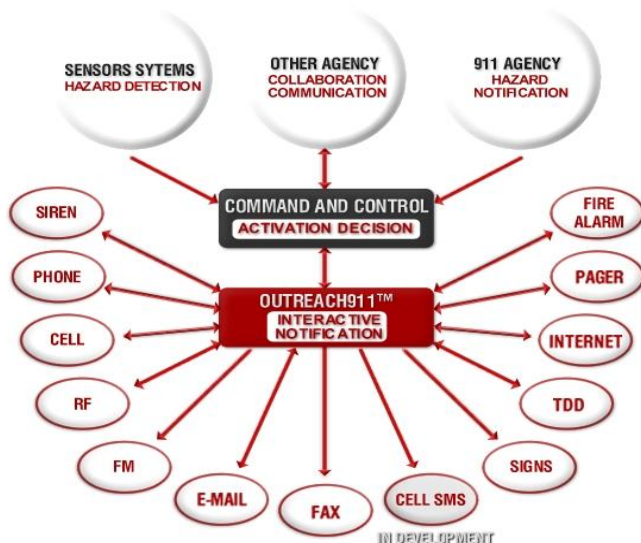 SENSORS SYTEMS
HAZARD DETECTION
OTHER AGENCY
COLLABORATION
COMMUNICATION
911 AGENCY
HAZARD
NOTIFICATION
COMMAND AND CONTROL
ACTIVATION DECISION
OUTREACH911™
INTERACTIVE
NOTIFICATION
SIREN
PHONE
CELL
RF
FM
E-MAIL
FAX
CELL SMS
IN DEVELOPMENT
SIGNS
TDD
INTERNET
PAGER
FIRE
ALARM